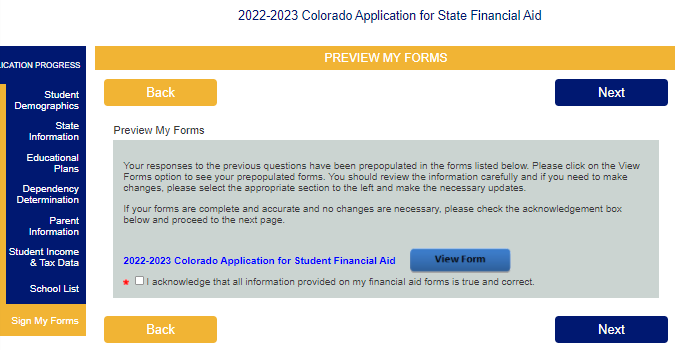 2022-2023 Colorado Application for State Financial Aid
ICATION PROGRESS
PREVIEW MY FORMS
Student
Demographics
State
Information
Educational
Plans
Dependency
Determination
Parent
Information
Student Income
& Tax Data
School List
Sign My Forms
Back
Next
Preview My Forms
Your responses to the previous questions have been prepopulated in the forms listed below. Please click on the View
Forms option to see your prepopulated forms. You should review the information carefully and if you need to make
changes, please select the appropriate section to the left and make the necessary updates.
If your forms are complete and accurate and no changes are necessary, please check the acknowledgement box
below and proceed to the next page.
2022-2023 Colorado Application for Student Financial Aid
View Form
* I acknowledge that all information provided on my financial aid forms is true and correct.
Back
Next